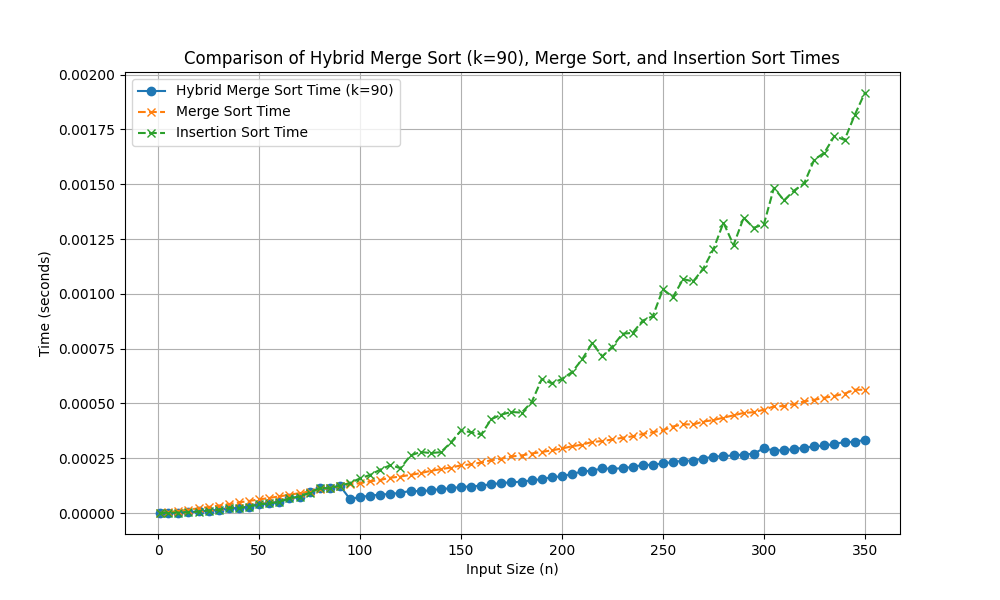 Comparison of Hybrid Merge Sort (k=90), Merge Sort, and Insertion Sort Times
Hybrid Merge Sort Time (k=90)
Merge Sort Time
Insertion Sort Time
Time (seconds)
0.00200
0.00175
0.00150
0.00125
0.00100
0.00075
0.00050
0.00025
0.00000
0 50 100 150 200 250 300 350
Input Size (n)